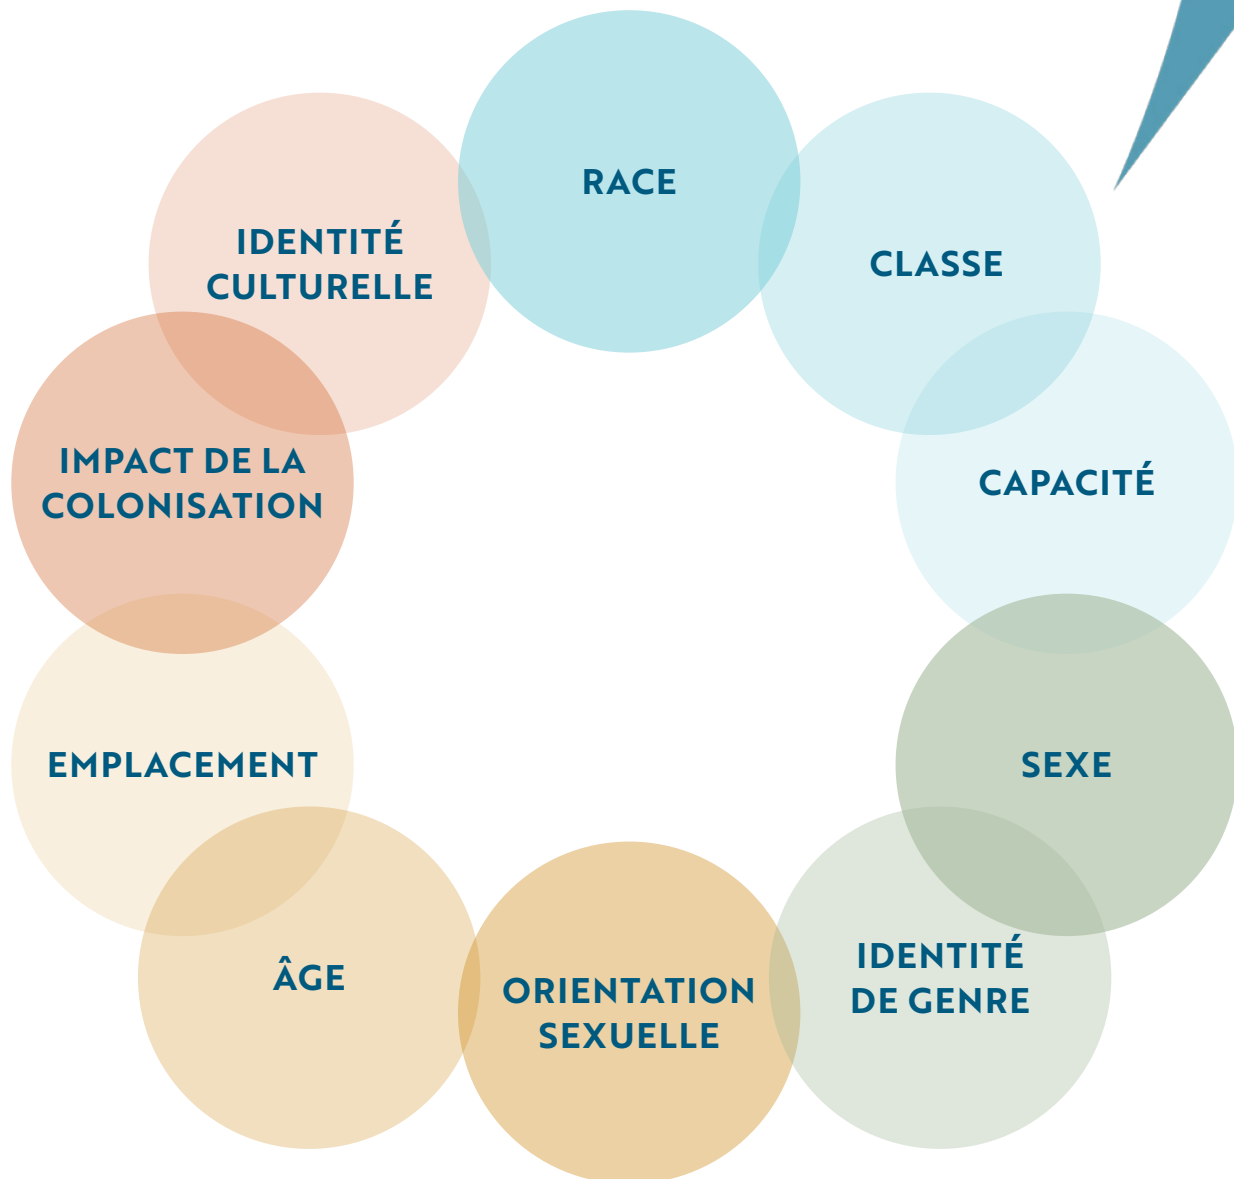 RACE
CLASSE
CAPACITÉ
SEXE
IDENTITÉ
DE GENRE
ORIENTATION
SEXUELLE
ÂGE
EMPLACEMENT
IMPACT DE LA
COLONISATION
IDENTITÉ
CULTURELLE